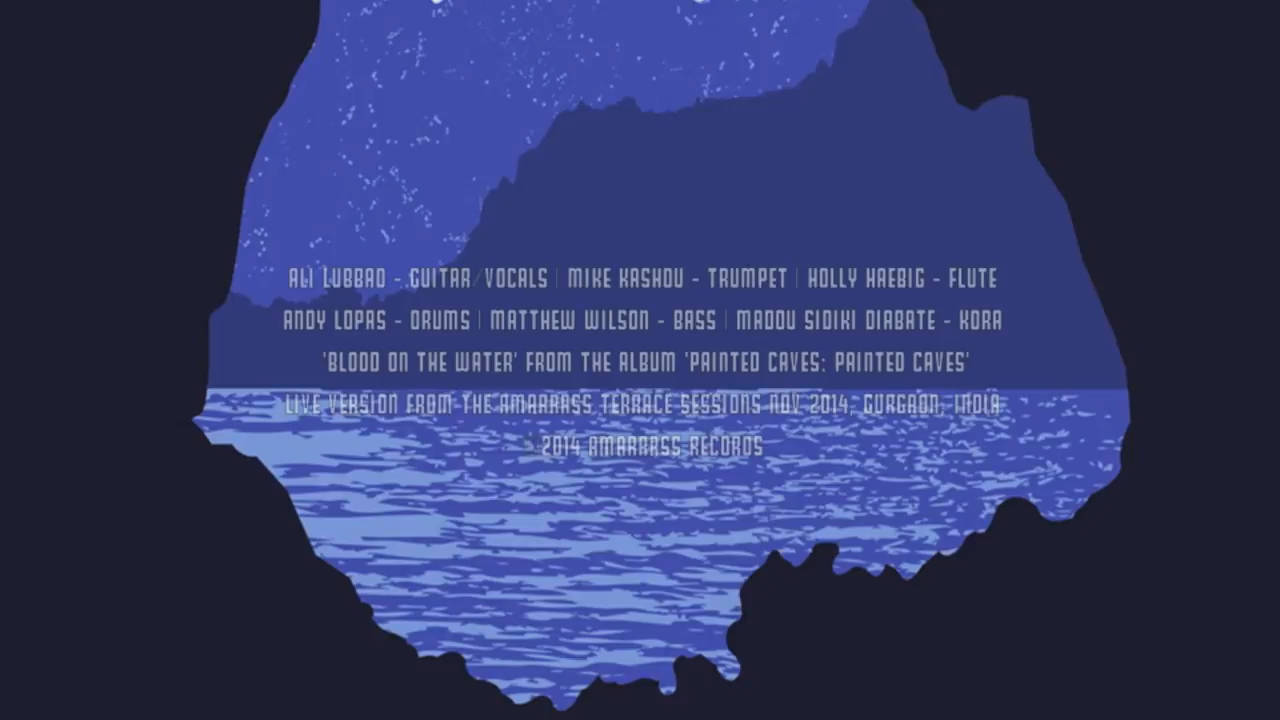 ALI LUBBAD - GUITAR/VOCALS | MIKE KASHOU - TRUMPET | HOLLY HAEBIG - FLUTE
ANDY LOPAS - DRUMS | MATTHEW WILSON - BASS | MADOU SIDIKI DIABATE - KORA
'BLOOD ON THE WATER' FROM THE ALBUM 'PAINTED CAVES: PAINTED CAVES'
LIVE VERSION FROM THE AMARRASS TERRACE SESSIONS NOV 2014, GURGAON, INDIA
2014 AMARRASS RECORDS